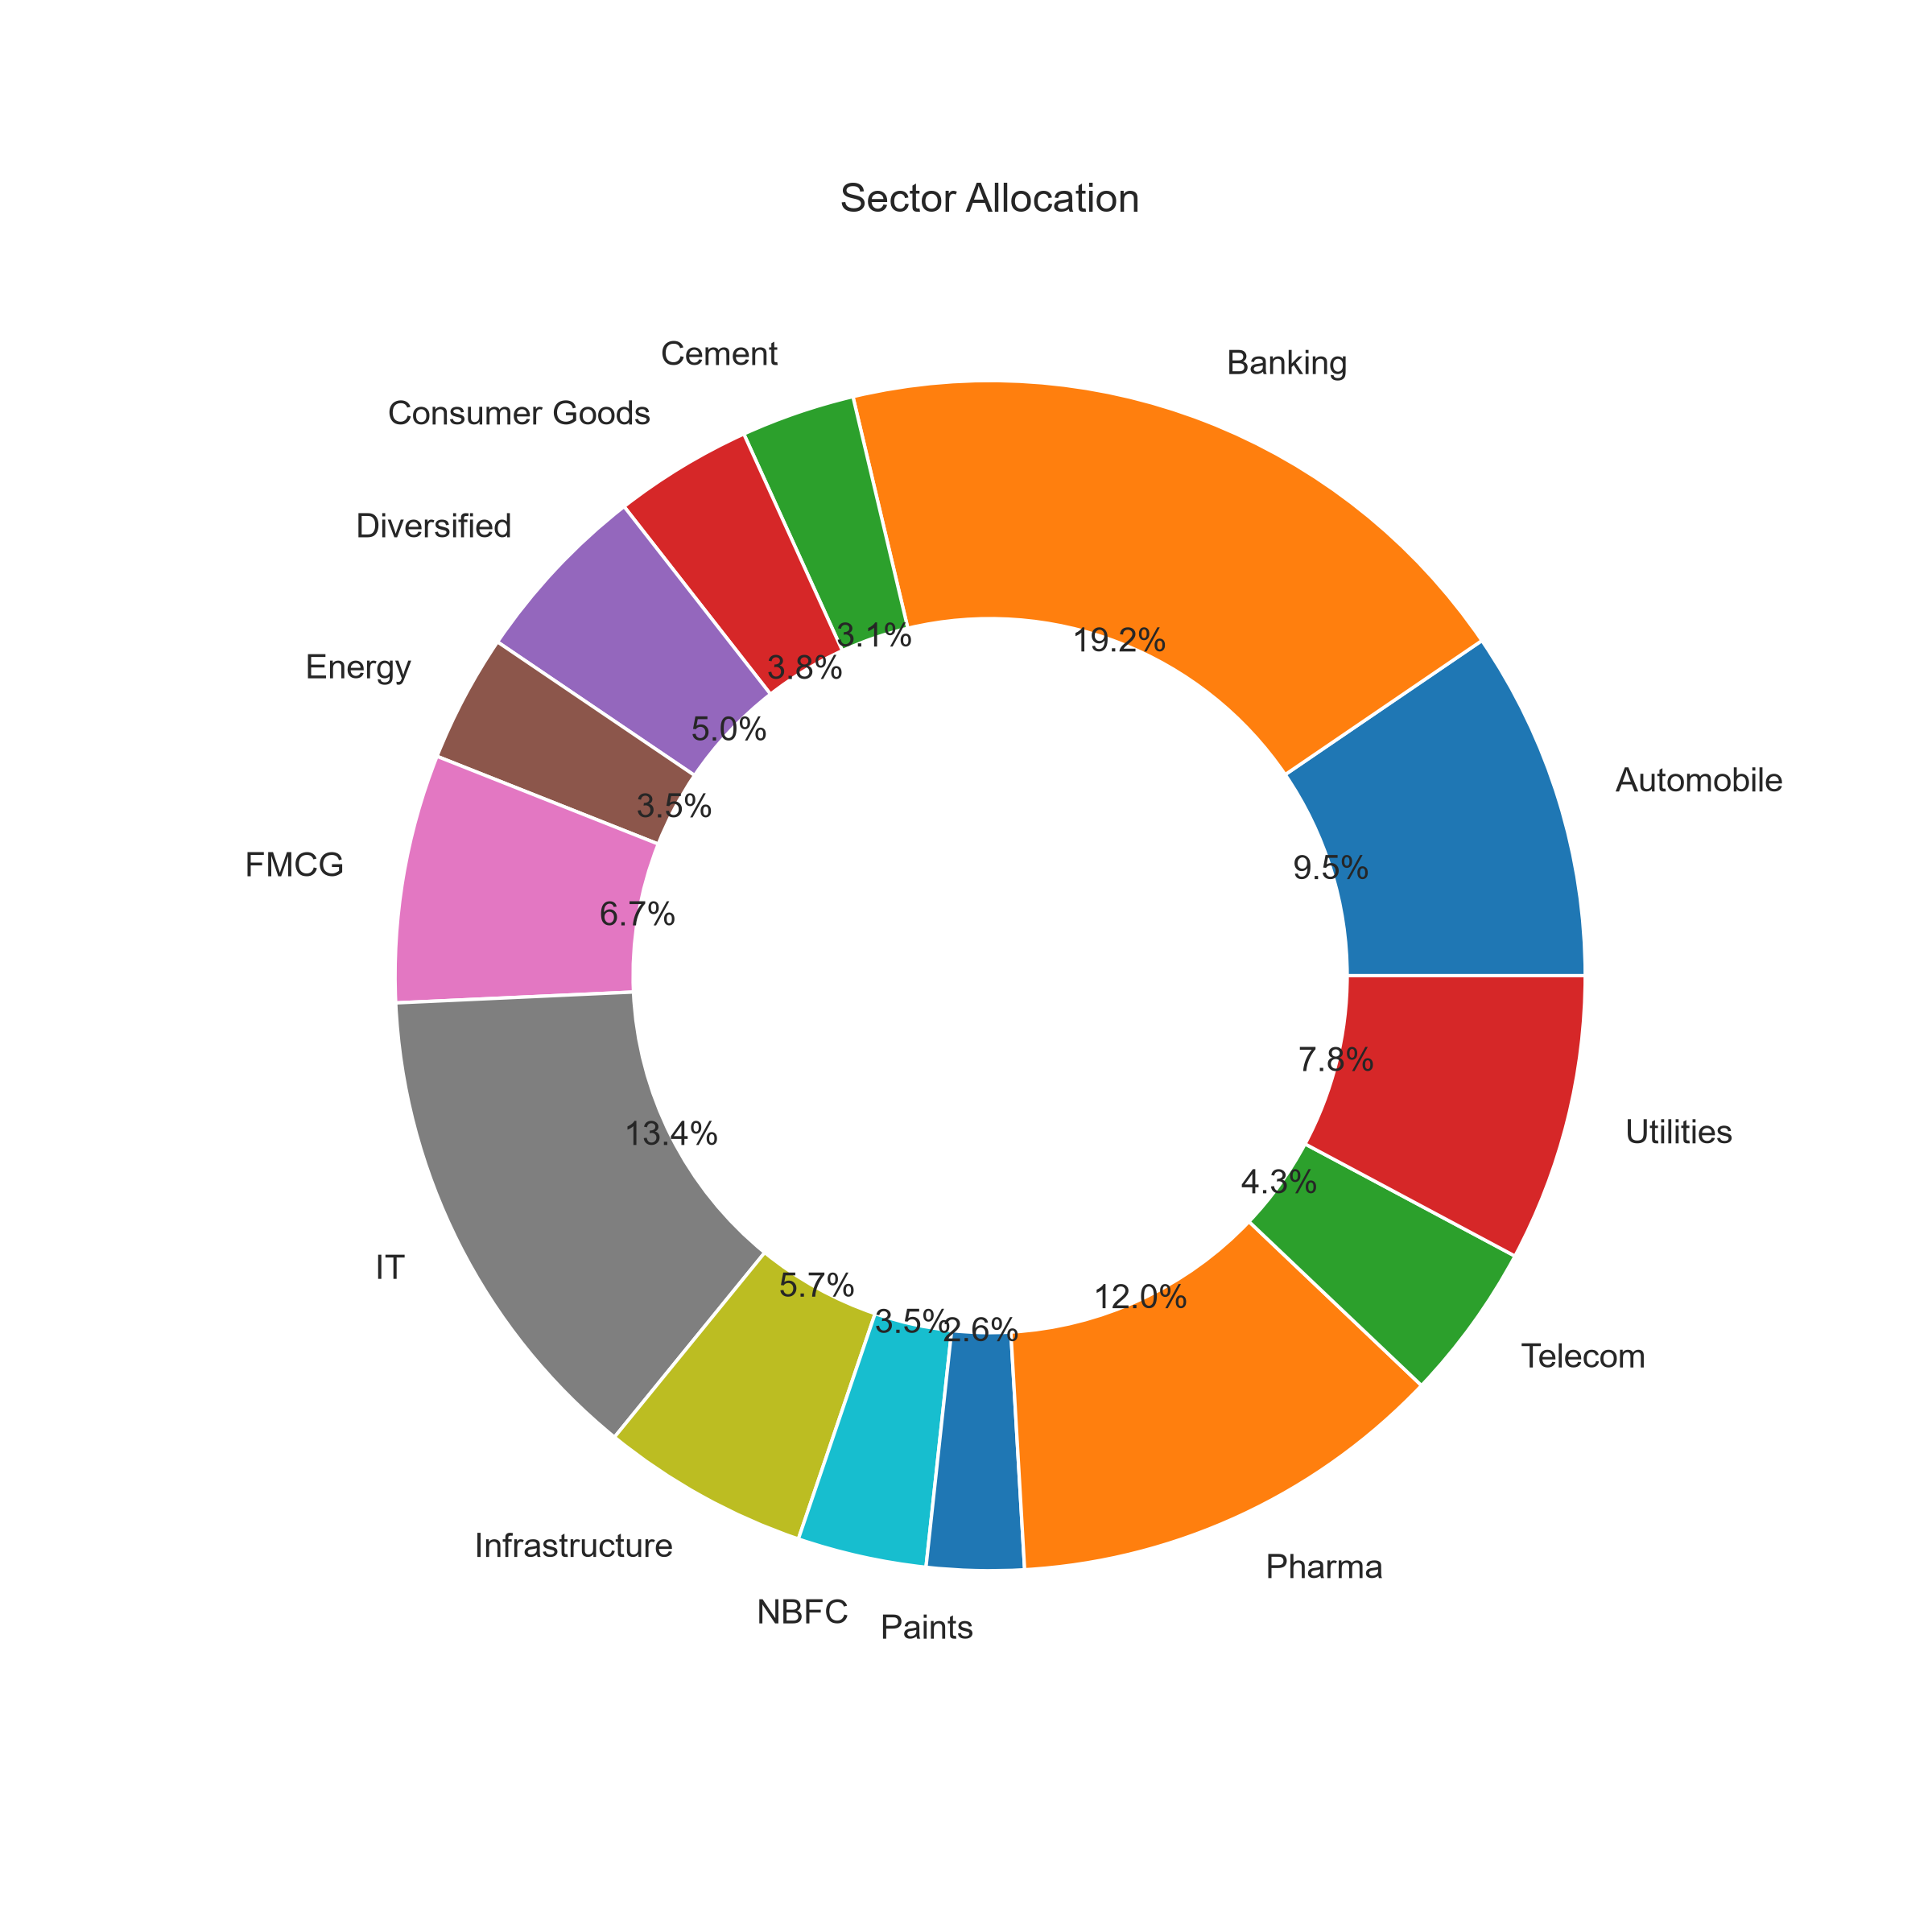 Sector Allocation
Cement
Banking
Consumer Goods
Diversified
3.1%
19.2%
Energy
3.8%
5.0%
Automobile
3.5%
FMCG
9.5%
6.7%
7.8%
13.4%
Utilities
4.3%
IT
5.7%
12.0%
3.5%
2.6%
Telecom
Infrastructure
Pharma
NBFC
Paints